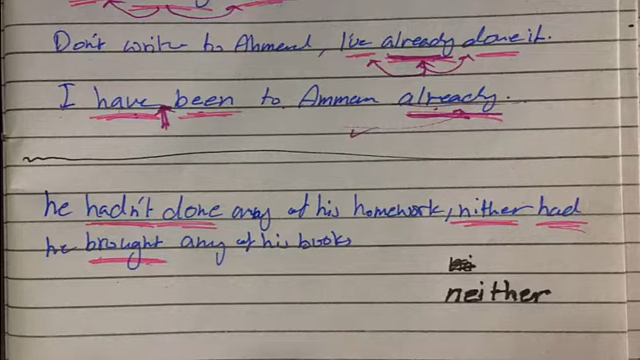 Don't write to Ahmed, I've already done it.
I have been to Ammam already.
he hadn't done any of his homework, nither had
he brought any of his books
neither